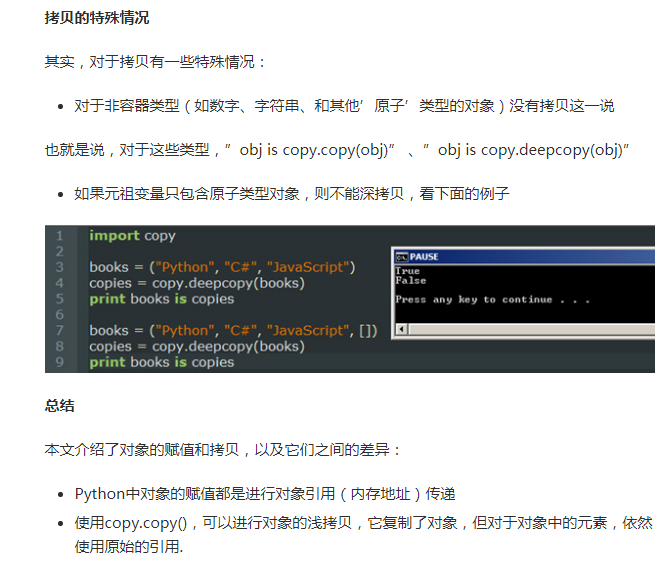 拷贝的特殊情况
其实，对于拷贝有一些特殊情况：
• 对于非容器类型（如数字、字符串、和其他’原子’类型的对象）没有拷贝这一说
也就是说，对于这些类型，”obj is copy.copy(obj)” 、”obj is copy.deepcopy(obj)”
• 如果元祖变量只包含原子类型对象，则不能深拷贝，看下面的例子
1 import copy
2
3 books = ("Python", "C#", "JavaScript")
4 copies = copy.deepcopy(books)
5 print books is copies
6
7 books = ("Python", "C#", "JavaScript", [])
8 copies = copy.deepcopy(books)
9 print books is copies
PAUSE
True
False
Press any key to continue . . .
总结
本文介绍了对象的赋值和拷贝，以及它们之间的差异：
• Python中对象的赋值都是进行对象引用（内存地址）传递
• 使用copy.copy()，可以进行对象的浅拷贝，它复制了对象，但对于对象中的元素，依然
使用原始的引用.